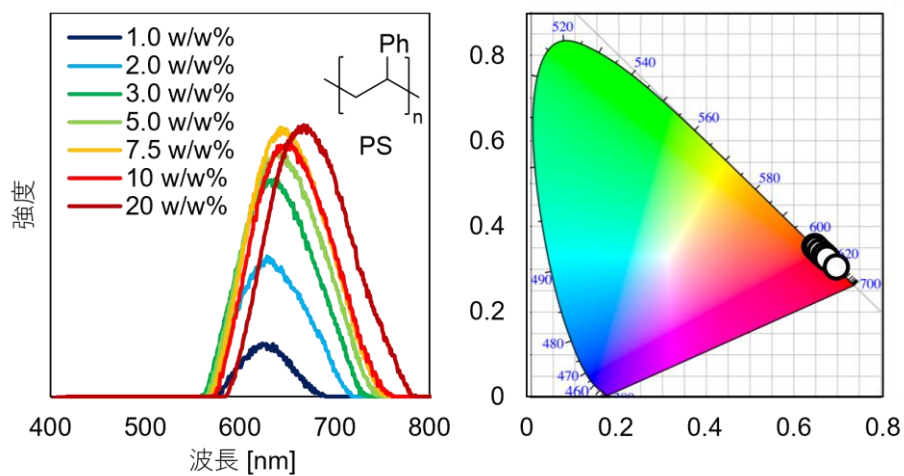 1.0 w/w%
2.0 w/w%
3.0 w/w%
5.0 w/w%
7.5 w/w%
10 w/w%
20 w/w%
Ph
n
PS
強度
400 500 600 700 800
波長 [nm]
0.8
0.6
0.4
0.2
0
0 0.2 0.4 0.6 0.8
520
540
560
580
600
620
700
490
480
470
460